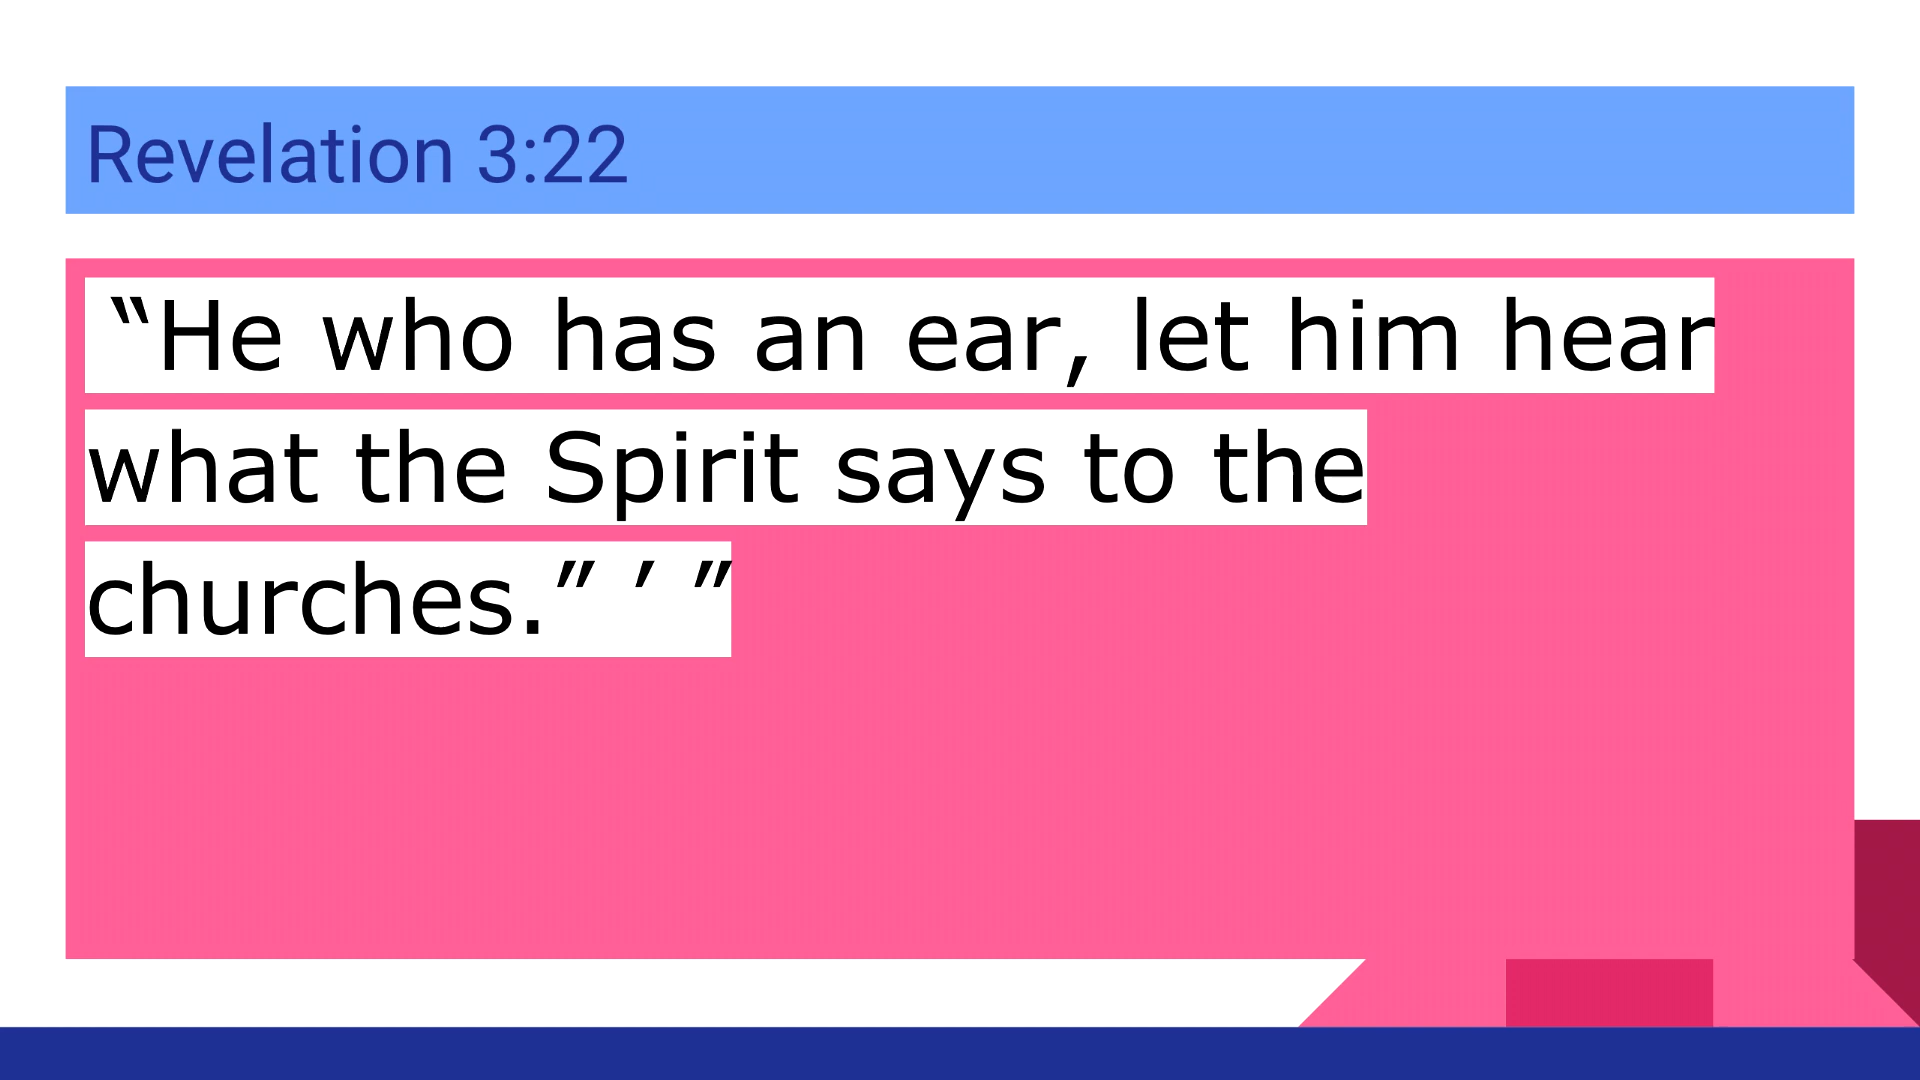 Revelation 3:22
“He who has an ear, let him hear
what the Spirit says to the
churches.” ’ ”